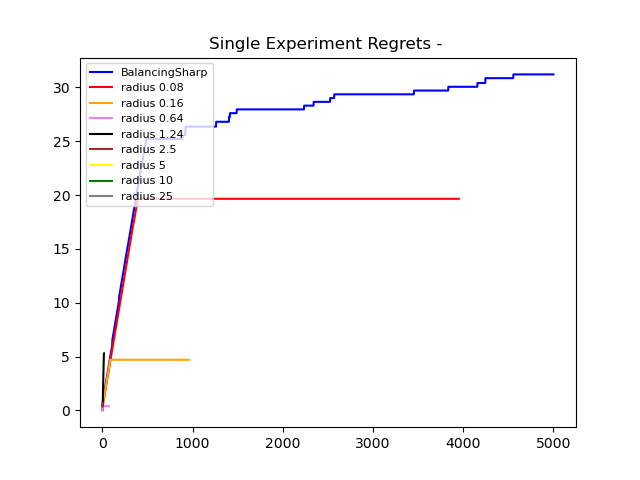 Single Experiment Regrets -
BalancingSharp
radius 0.08
radius 0.16
radius 0.64
radius 1.24
radius 2.5
radius 5
radius 10
radius 25
30
25
20
15
10
5
0
0 1000 2000 3000 4000 5000